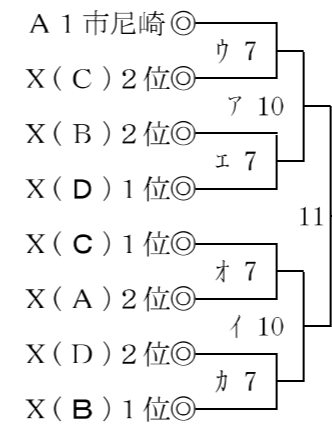 A 1 市尼崎◎
ウ 7
X ( C ) 2 位◎
ア 10
X ( B ) 2 位◎
エ 7
X ( D ) 1 位◎
11
X ( C ) 1 位◎
オ 7
X ( A ) 2 位◎
イ 10
X ( D ) 2 位◎
カ 7
X ( B ) 1 位◎